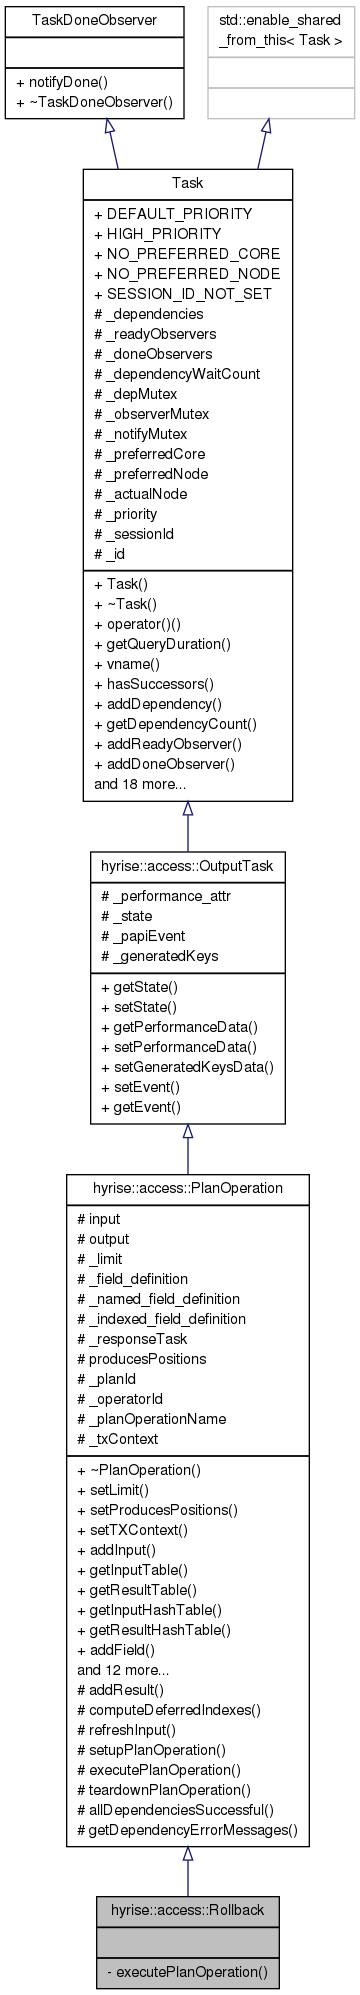 TaskDoneObserver
+ notifyDone()
+ ~TaskDoneObserver()
std::enable_shared
_from_this< Task >
Task
+ DEFAULT_PRIORITY
+ HIGH_PRIORITY
+ NO_PREFERRED_CORE
+ NO_PREFERRED_NODE
+ SESSION_ID_NOT_SET
# _dependencies
# _readyObservers
# _doneObservers
# _dependencyWaitCount
# _depMutex
# _observerMutex
# _notifyMutex
# _preferredCore
# _preferredNode
# _actualNode
# _priority
# _sessionId
# _id
+ Task()
+ ~Task()
+ operator()()
+ getQueryDuration()
+ vname()
+ hasSuccessors()
+ addDependency()
+ getDependencyCount()
+ addReadyObserver()
+ addDoneObserver()
and 18 more...
hyrise::access::OutputTask
# _performance_attr
# _state
# _papiEvent
# _generatedKeys
+ getState()
+ setState()
+ getPerformanceData()
+ setPerformanceData()
+ setGeneratedKeysData()
+ setEvent()
+ getEvent()
hyrise::access::PlanOperation
# input
# output
# _limit
# _field_definition
# _named_field_definition
# _indexed_field_definition
# _responseTask
# producesPositions
# _planId
# _operatorId
# _planOperationName
# _txContext
+ ~PlanOperation()
+ setLimit()
+ setProducesPositions()
+ setTXContext()
+ addInput()
+ getInputTable()
+ getResultTable()
+ getInputHashTable()
+ getResultHashTable()
+ addField()
and 12 more...
# addResult()
# computeDeferredIndexes()
# refreshInput()
# setupPlanOperation()
# executePlanOperation()
# teardownPlanOperation()
# allDependenciesSuccessful()
# getDependencyErrorMessages()
hyrise::access::Rollback
- executePlanOperation()